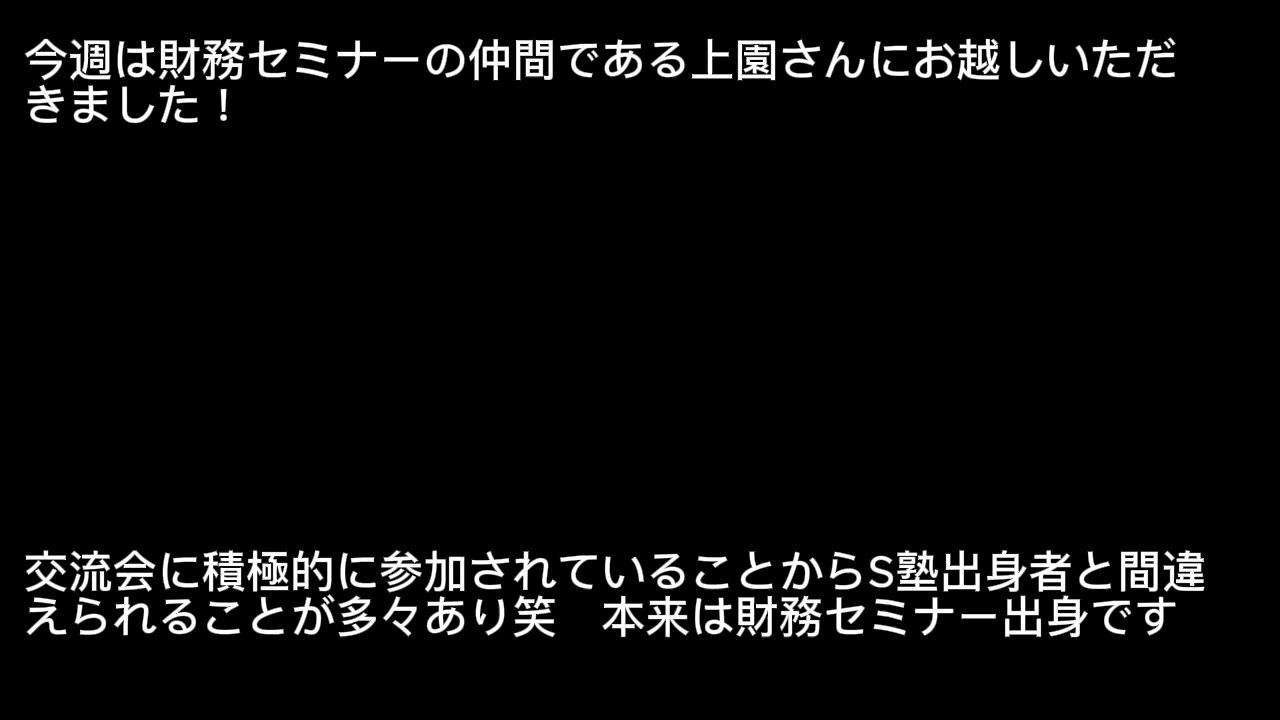 今週は財務セミナーの仲間である上園さんにお越しいただ
きました！
交流会に積極的に参加されていることからS塾出身者と間違
えられることが多々あり笑　本来は財務セミナー出身です